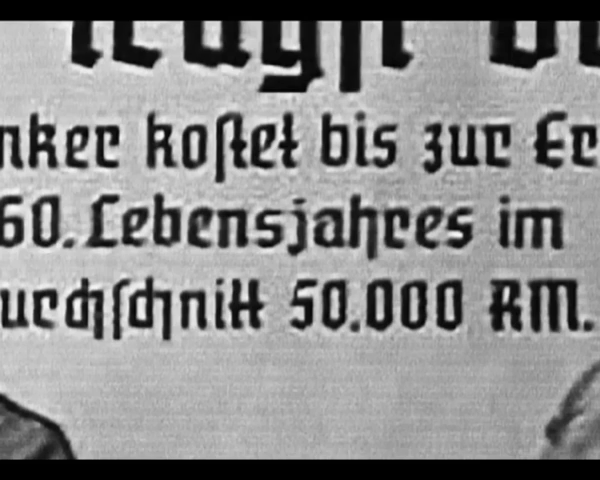 nker kostet bis zur Er
60. Lebensjahres im
urchschnitt 50.000 RM.